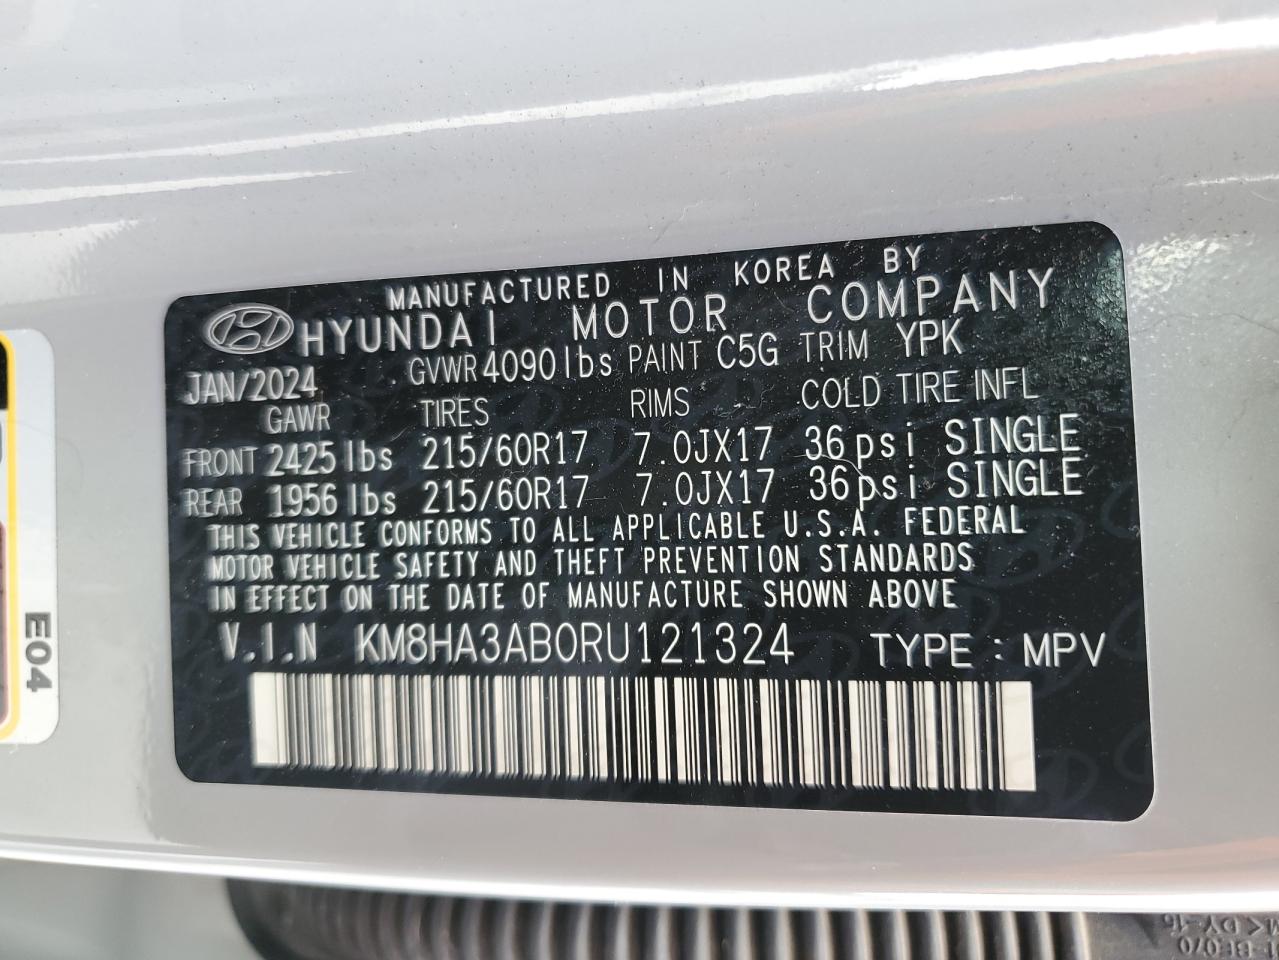 MANUFACTURED IN KOREA BY
HYUNDAI MOTOR COMPANY
JAN/2024 GVWR 4090 lbs PAINT C5G TRIM YPK
GAWR TIRES RIMS COLD TIRE INFL
FRONT 2425 lbs 215/60R17 7.0JX17 36psi SINGLE
REAR 1956 lbs 215/60R17 7.0JX17 36psi SINGLE
THIS VEHICLE CONFORMS TO ALL APPLICABLE U.S.A. FEDERAL
MOTOR VEHICLE SAFETY AND THEFT PREVENTION STANDARDS
IN EFFECT ON THE DATE OF MANUFACTURE SHOWN ABOVE
V.I.N KM8HA3AB0RU121324 TYPE : MPV
E04